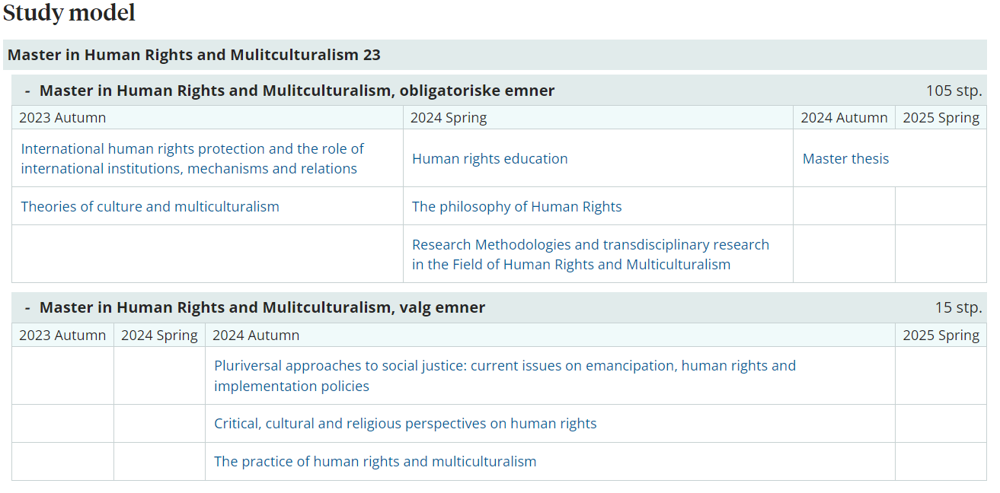 Study model
Master in Human Rights and Mulitculturalism 23
- Master in Human Rights and Mulitculturalism, obligatoriske emner 105 stp.
2023 Autumn 2024 Spring 2024 Autumn 2025 Spring
International human rights protection and the role of
international institutions, mechanisms and relations
Human rights education
Master thesis
Theories of culture and multiculturalism
The philosophy of Human Rights
Research Methodologies and transdisciplinary research
in the Field of Human Rights and Multiculturalism
- Master in Human Rights and Mulitculturalism, valg emner 15 stp.
2023 Autumn 2024 Spring 2024 Autumn 2025 Spring
Pluriversal approaches to social justice: current issues on emancipation, human rights and
implementation policies
Critical, cultural and religious perspectives on human rights
The practice of human rights and multiculturalism